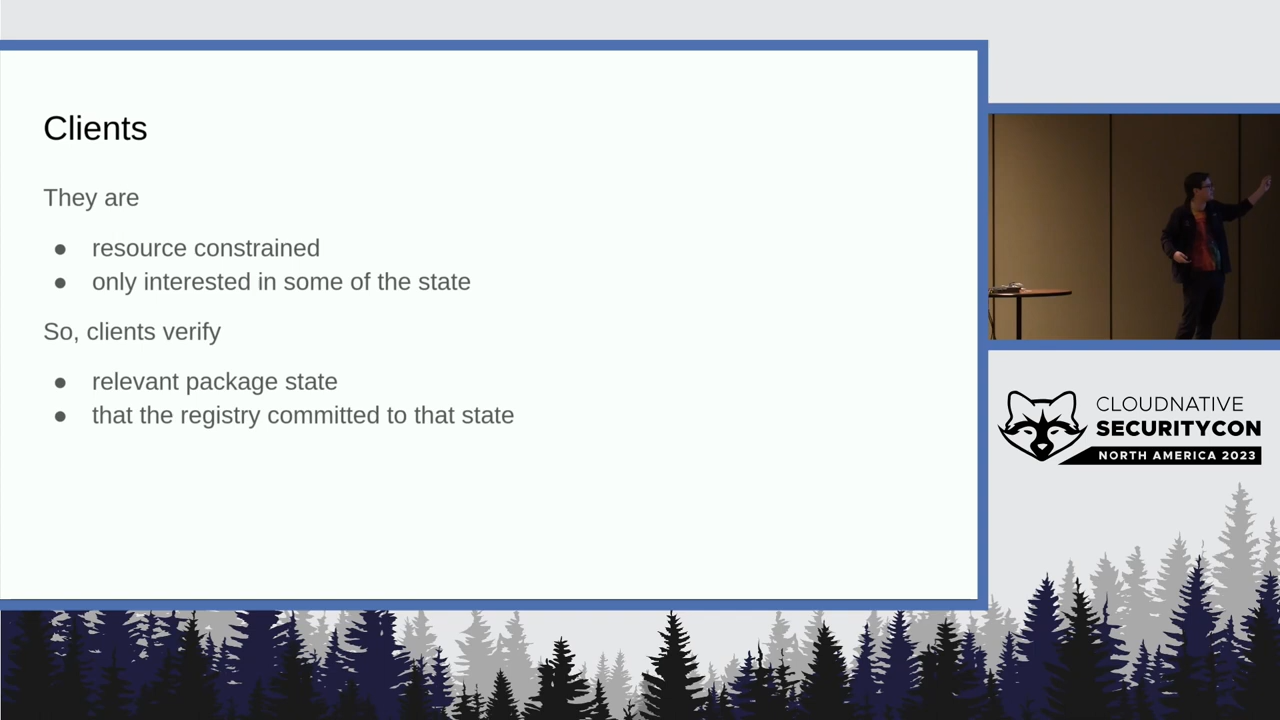 Clients
They are
● resource constrained
● only interested in some of the state
So, clients verify
● relevant package state
● that the registry committed to that state
CLOUDNATIVE
SECURITYCON
NORTH AMERICA 2023